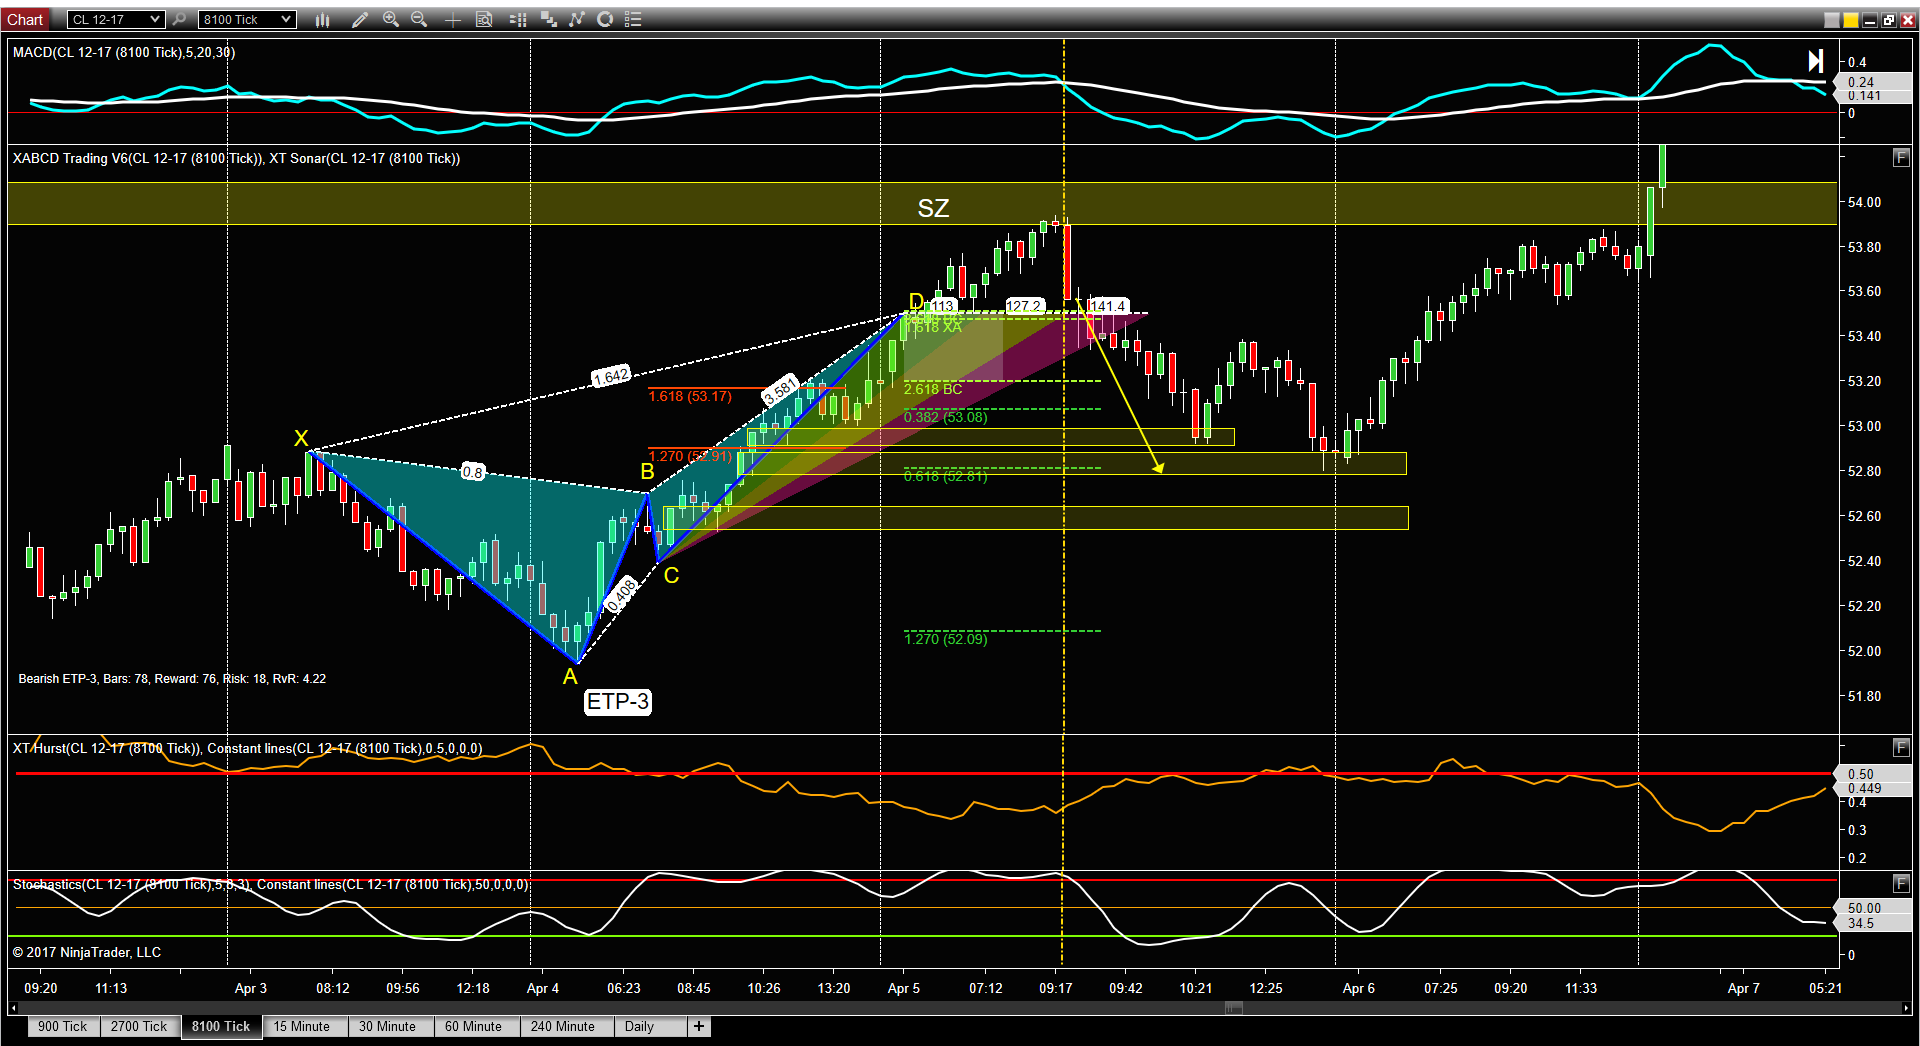 Chart CL 12-17 8100 Tick
MACD(CL 12-17 (8100 Tick),5,20,30)
0.4
0.24
0.141
0
XABCD Trading V6(CL 12-17 (8100 Tick)), XT Sonar(CL 12-17 (8100 Tick))
F
SZ
54.00
53.80
53.60
53.40
53.20
53.00
52.80
52.60
52.40
52.20
52.00
51.80
D
113
127.2
141.4
1.618 XA
1.642
3.581
2.618 BC
1.618 (53.17)
0.382 (53.08)
X
1.270 (52.91)
B
0.8
0.618 (52.81)
C
0.408
1.270 (52.09)
A
ETP-3
Bearish ETP-3, Bars: 78, Reward: 76, Risk: 18, RvR: 4.22
XT Hurst(CL 12-17 (8100 Tick)), Constant lines(CL 12-17 (8100 Tick),0.5,0,0,0)
F
0.50
0.449
0.4
0.3
0.2
Stochastics(CL 12-17 (8100 Tick),5,8,3), Constant lines(CL 12-17 (8100 Tick),50,0,0,0)
F
50.00
34.5
0
© 2017 NinjaTrader, LLC
09:20 11:13 Apr 3 08:12 09:56 12:18 Apr 4 06:23 08:45 10:26 13:20 Apr 5 07:12 09:17 09:42 10:21 12:25 Apr 6 07:25 09:20 11:33 Apr 7 05:21
900 Tick 2700 Tick 8100 Tick 15 Minute 30 Minute 60 Minute 240 Minute Daily +